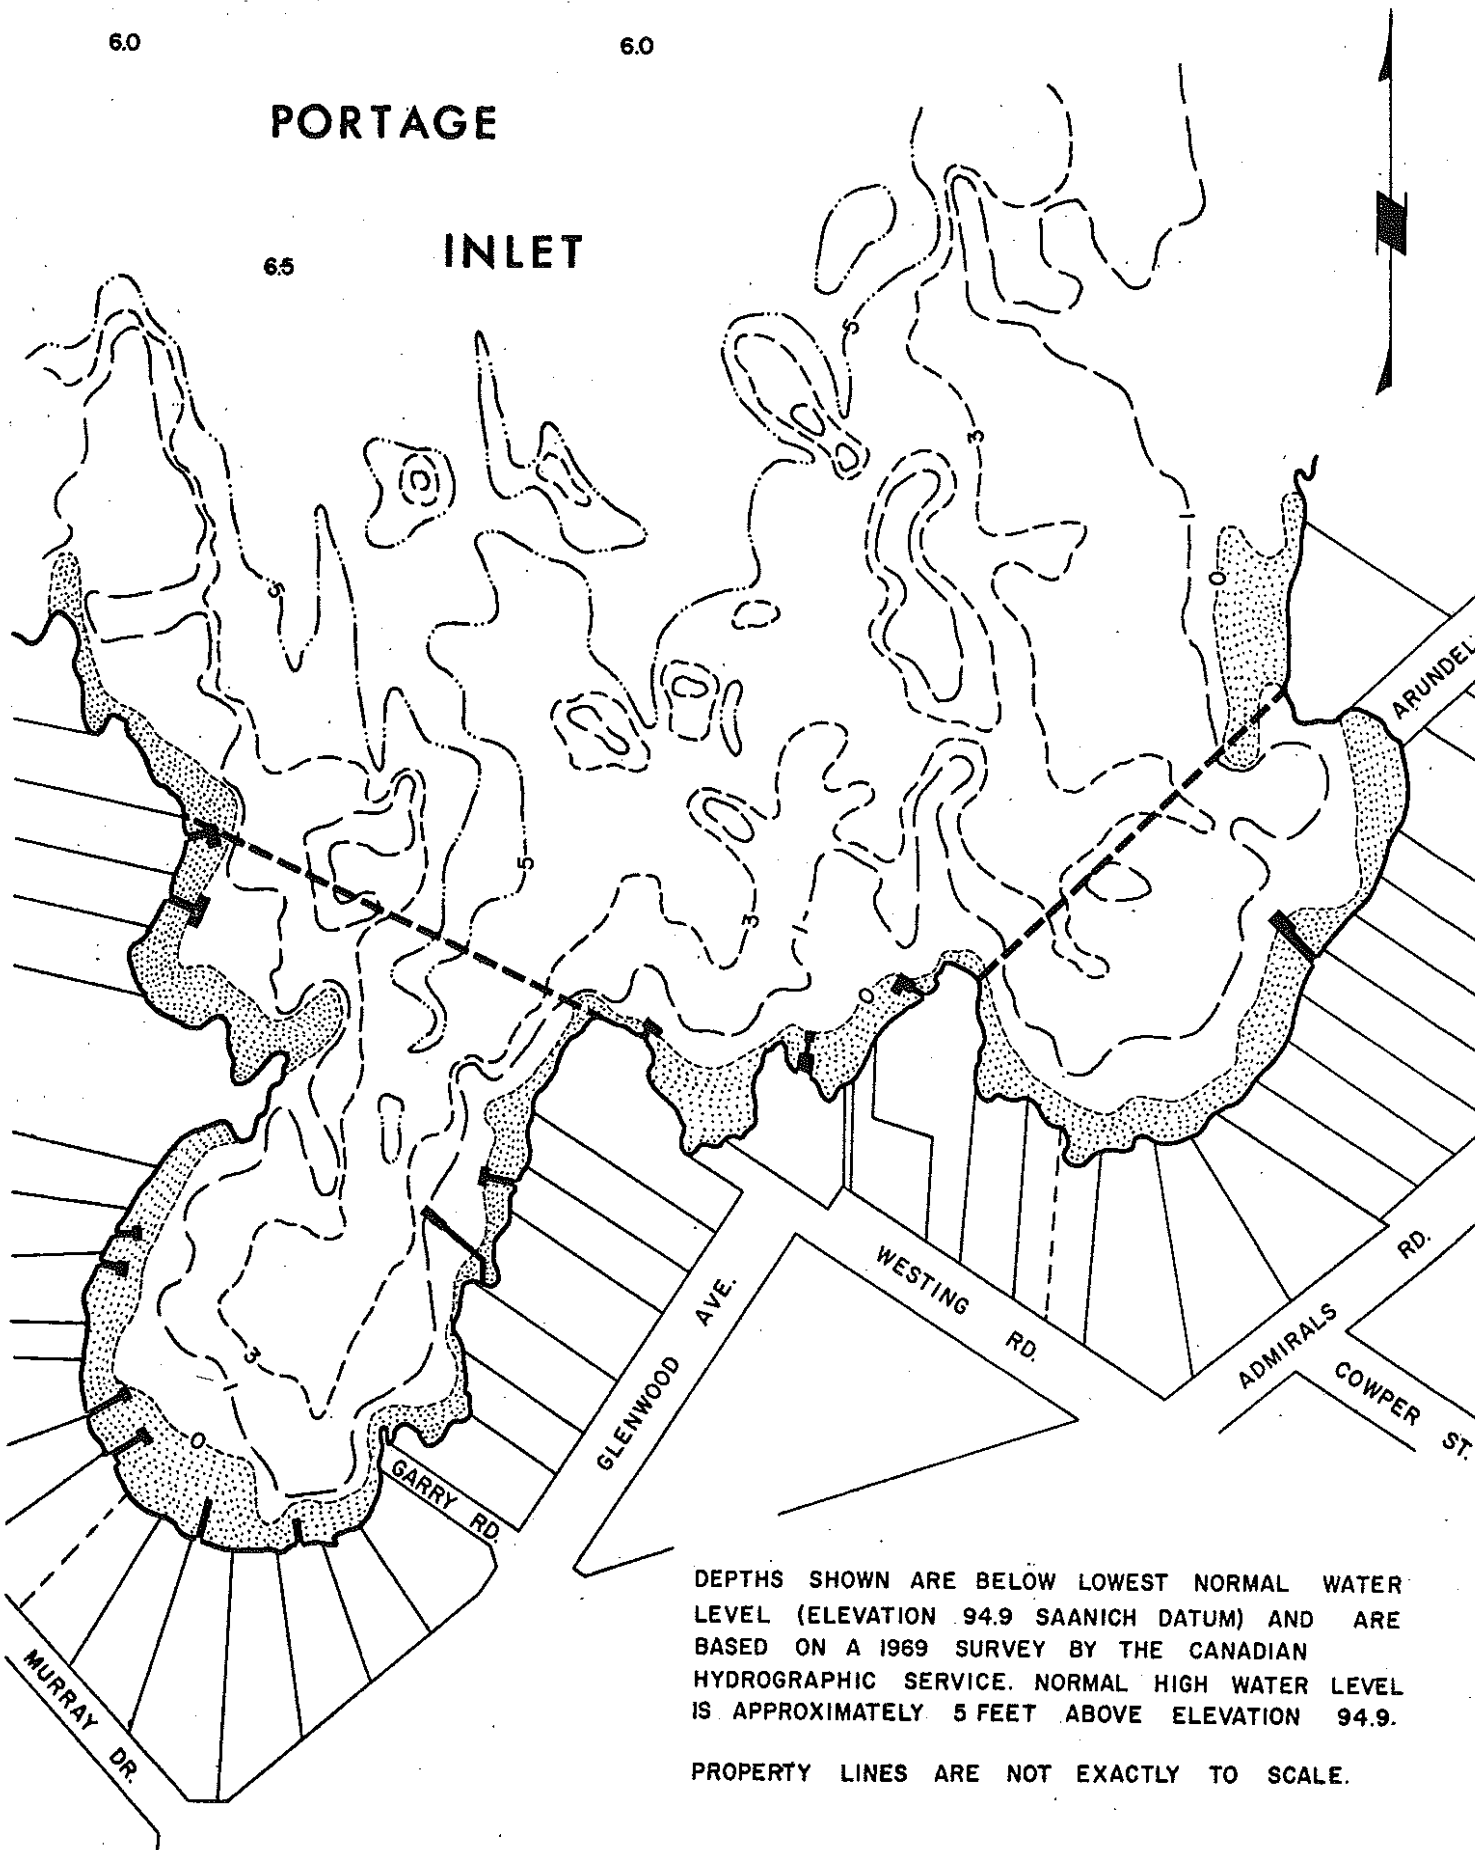 6.0
6.0
PORTAGE
INLET
6.5
5
3
1
0
5
ARUNDEL
5
3
1
0
WESTING RD.
GLENWOOD AVE.
ADMIRALS RD.
COWPER ST.
3
1
0
GARRY RD.
MURRAY DR.
DEPTHS SHOWN ARE BELOW LOWEST NORMAL WATER
LEVEL (ELEVATION 94.9 SAANICH DATUM) AND ARE
BASED ON A 1969 SURVEY BY THE CANADIAN
HYDROGRAPHIC SERVICE. NORMAL HIGH WATER LEVEL
IS APPROXIMATELY 5 FEET ABOVE ELEVATION 94.9.
PROPERTY LINES ARE NOT EXACTLY TO SCALE.